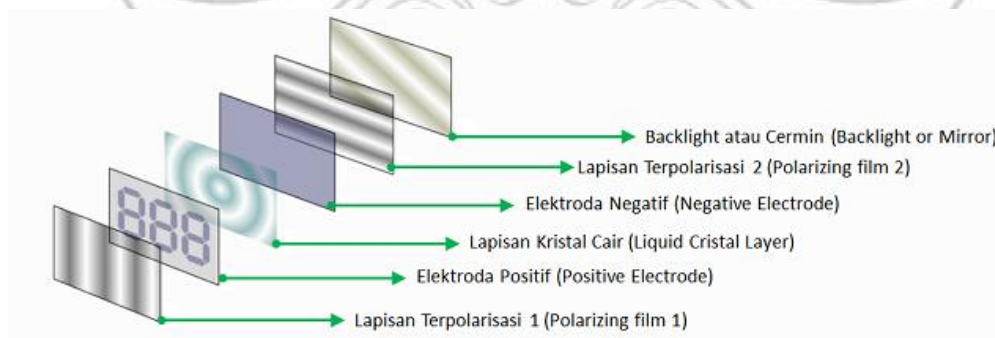 Backlight atau Cermin (Backlight or Mirror)
Lapisan Terpolarisasi 2 (Polarizing film 2)
Elektroda Negatif (Negative Electrode)
Lapisan Kristal Cair (Liquid Cristal Layer)
Elektroda Positif (Positive Electrode)
Lapisan Terpolarisasi 1 (Polarizing film 1)
888